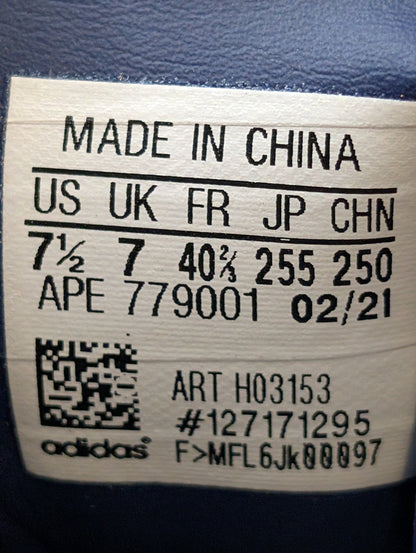 MADE IN CHINA
US UK FR JP CHN
7½ 7 40⅔ 255 250
APE 779001 02/21
ART H03153
#127171295
adidas® F>MFL6Jk00097